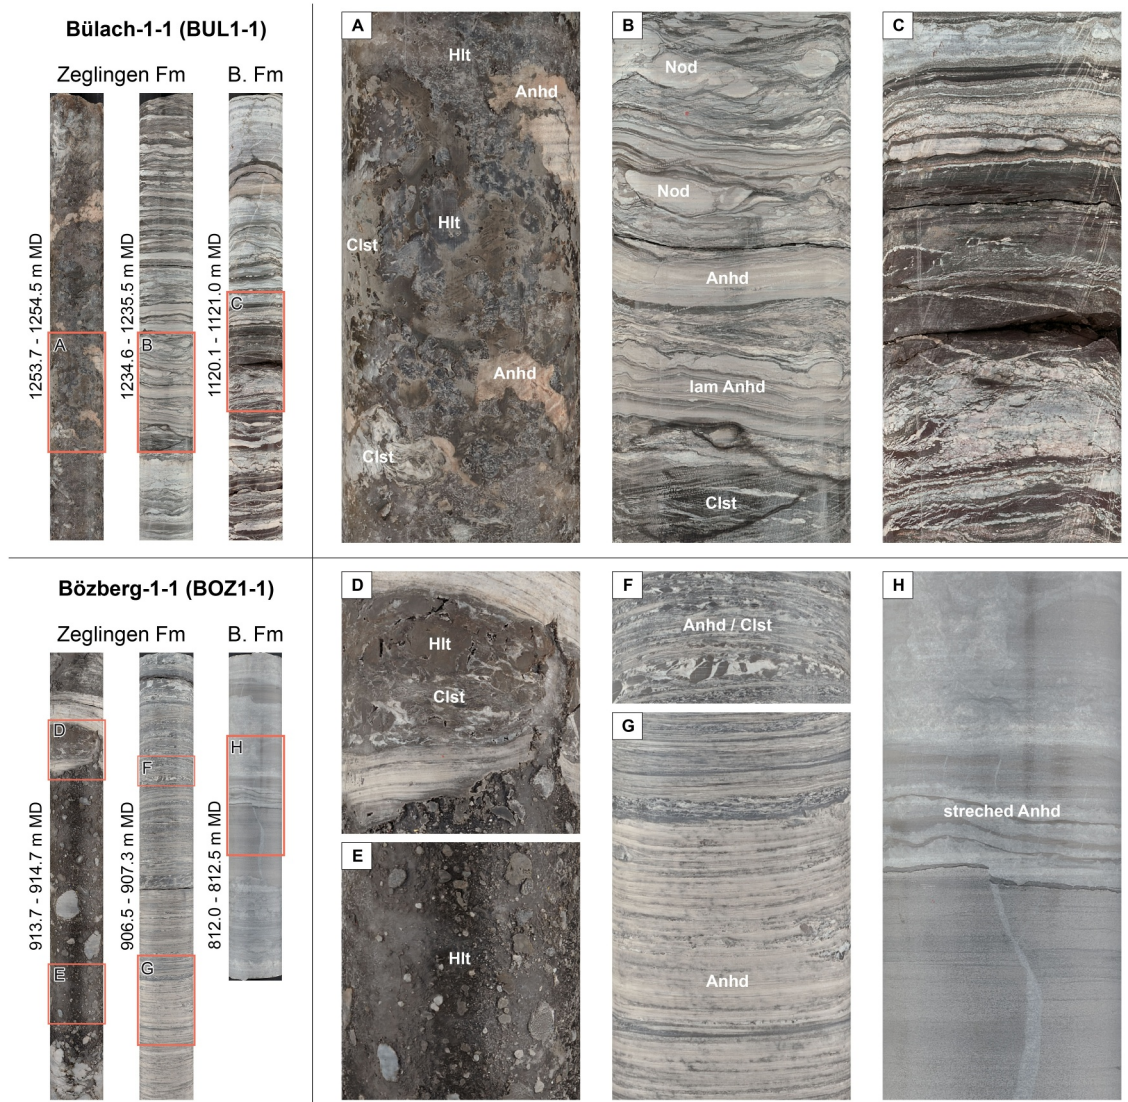 Bülach-1-1 (BUL1-1)
Zeglingen Fm
B. Fm
1253.7 - 1254.5 m MD
1234.6 - 1235.5 m MD
1120.1 - 1121.0 m MD
A
B
C
A
Hlt
Anhd
Hlt
Clst
Anhd
Clst
B
Nod
Nod
Anhd
lam Anhd
Clst
C
Bözberg-1-1 (BOZ1-1)
Zeglingen Fm
B. Fm
913.7 - 914.7 m MD
906.5 - 907.3 m MD
812.0 - 812.5 m MD
D
E
F
G
H
D
Hlt
Clst
E
Hlt
F
Anhd / Clst
G
Anhd
H
streched Anhd